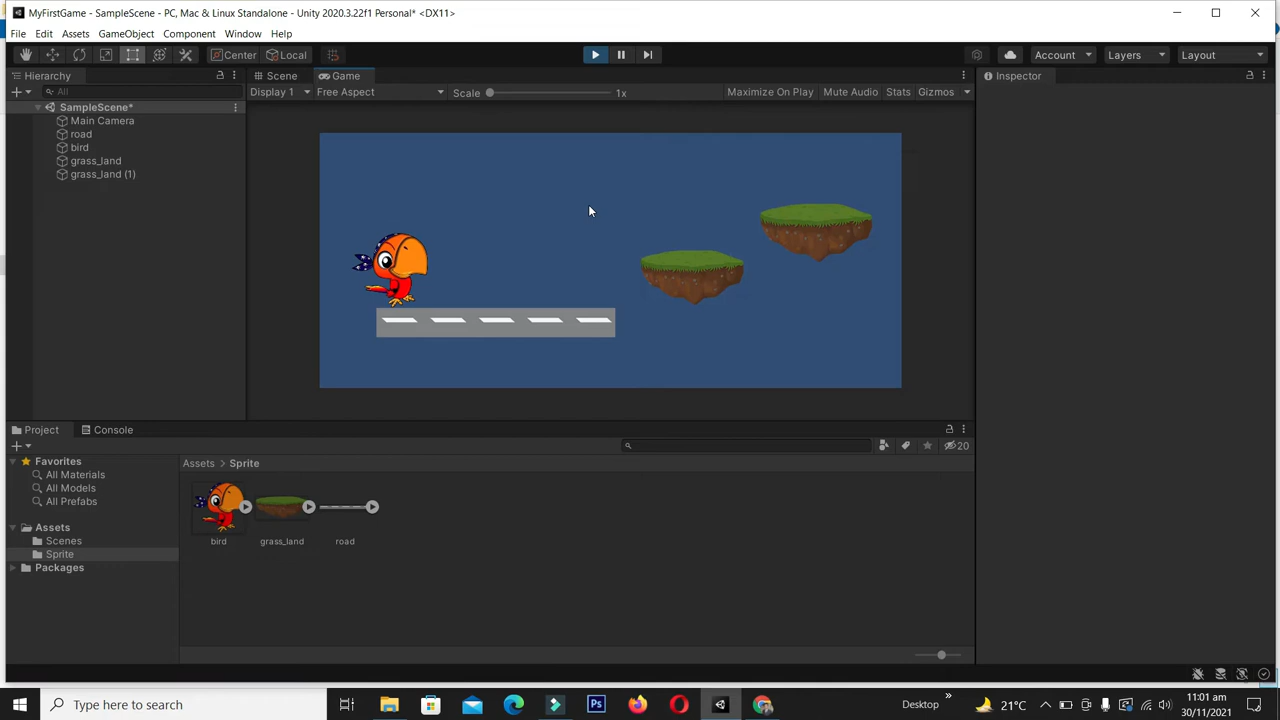 MyFirstGame - SampleScene - PC, Mac & Linux Standalone - Unity 2020.3.22f1 Personal* <DX11>
File Edit Assets GameObject Component Window Help
Center Local Account Layers Layout
Hierarchy Scene Game Inspector
All Display 1 Free Aspect Scale 1x Maximize On Play Mute Audio Stats Gizmos
SampleScene*
Main Camera
road
bird
grass_land
grass_land (1)
Project Console
20
Favorites Assets > Sprite
All Materials
All Models
All Prefabs
Assets
Scenes bird grass_land road
Sprite
Packages
Type here to search Ps Desktop » 21°C 11:01 am
30/11/2021